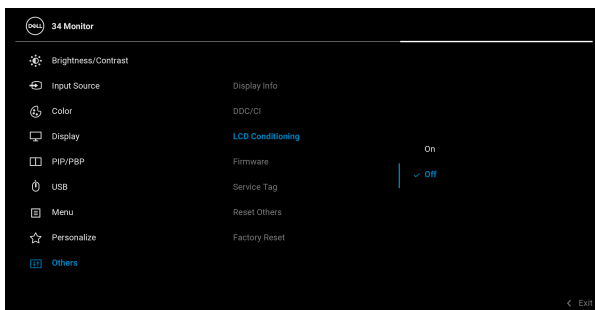 DELL 34 Monitor
Brightness/Contrast
Input Source Display Info
Color DDC/CI
Display LCD Conditioning
On
PIP/PBP Firmware
Off
USB Service Tag
Menu Reset Others
Personalize Factory Reset
Others
Exit